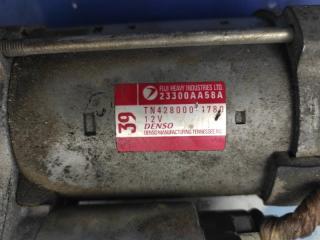 FUJI HEAVY INDUSTRIES LTD.
23300AA58A
39
TN428000-1780
12V
DENSO
DENSO MANUFACTURING TENNESSEE, INC.